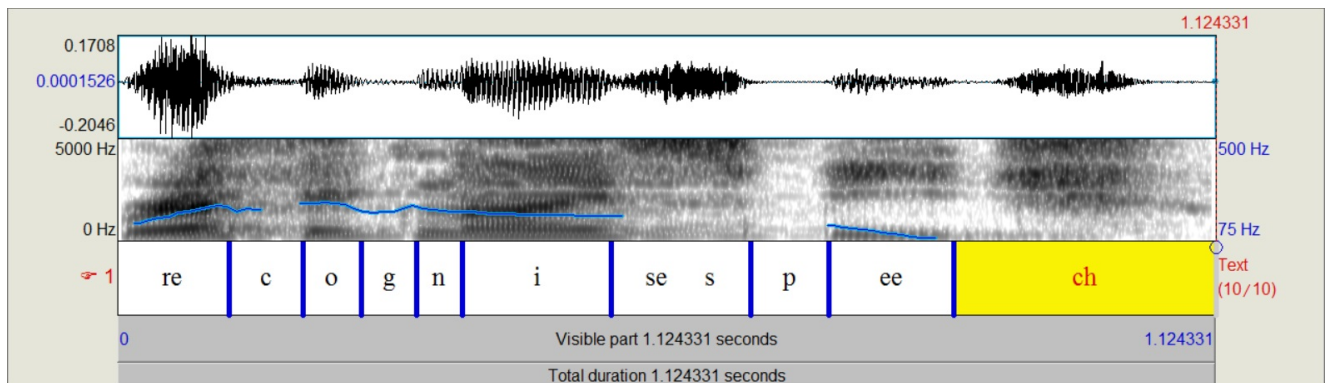 1.124331
0.1708
0.0001526
-0.2046
5000 Hz 500 Hz
0 Hz 75 Hz
☞ 1 re c o g n i se s p ee ch Text
(10/10)
0 Visible part 1.124331 seconds 1.124331
Total duration 1.124331 seconds